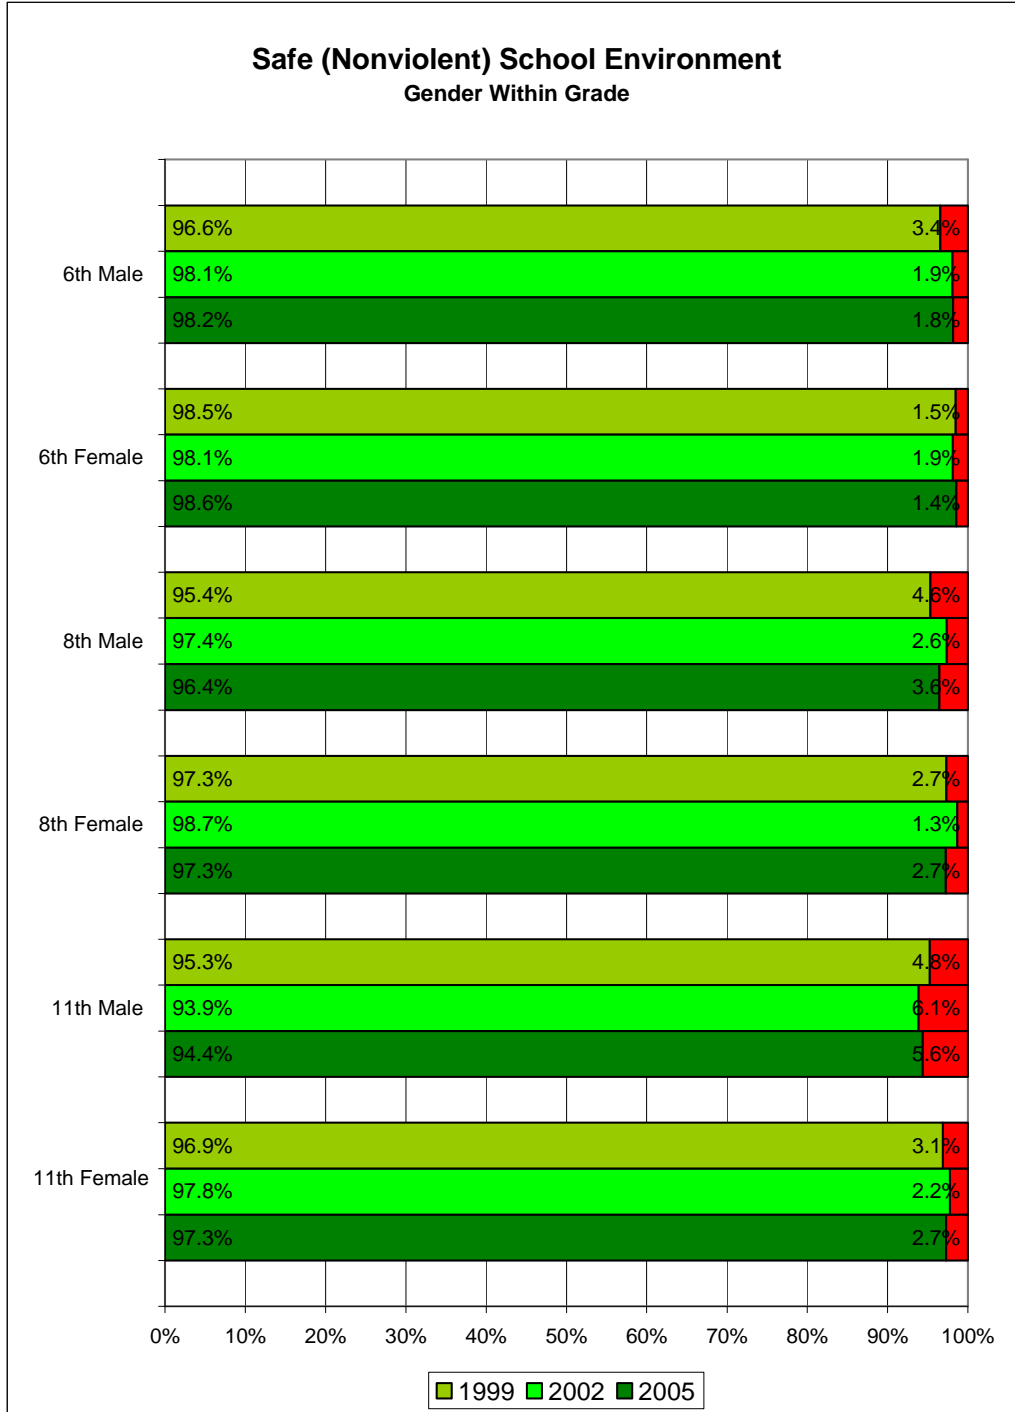 Safe (Nonviolent) School Environment
Gender Within Grade
96.6% 3.4%
6th Male 98.1% 1.9%
98.2% 1.8%
98.5% 1.5%
6th Female 98.1% 1.9%
98.6% 1.4%
95.4% 4.6%
8th Male 97.4% 2.6%
96.4% 3.6%
97.3% 2.7%
8th Female 98.7% 1.3%
97.3% 2.7%
95.3% 4.8%
11th Male 93.9% 6.1%
94.4% 5.6%
96.9% 3.1%
11th Female 97.8% 2.2%
97.3% 2.7%
0% 10% 20% 30% 40% 50% 60% 70% 80% 90% 100%
1999 2002 2005